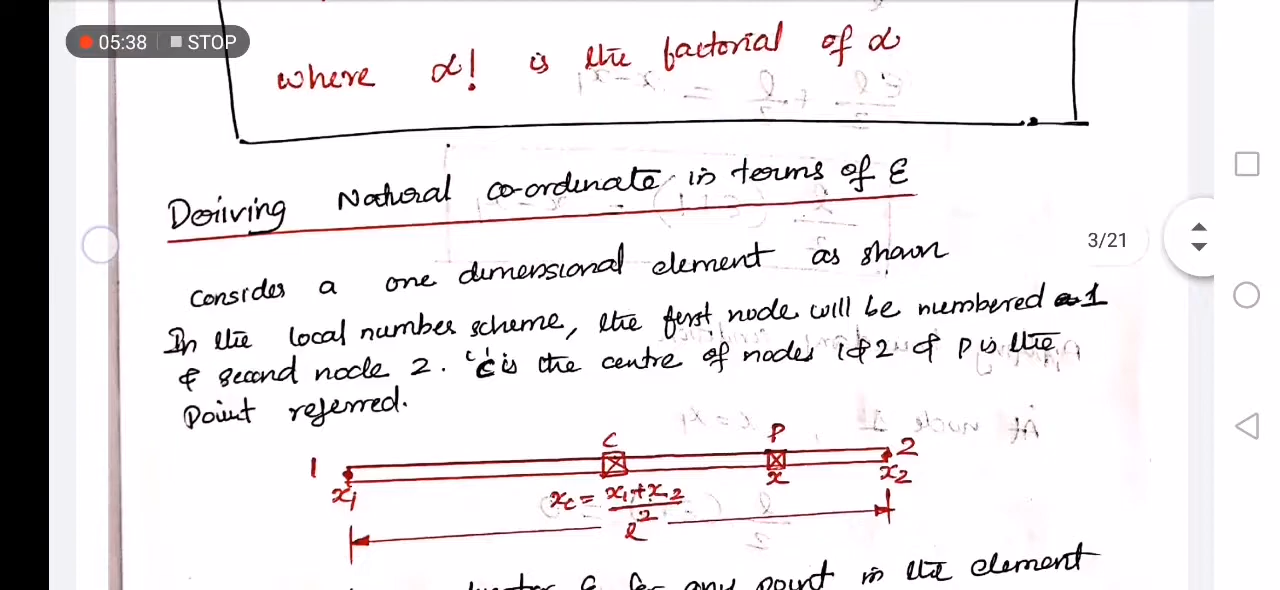 05:38 STOP
where α! is the factorial of α
Deriving Natural co-ordinate in terms of ε
3/21
Consider a one dimensional element as shown
In the local number scheme, the first node will be numbered 1
& second node 2. 'C' is the centre of nodes 1 & 2 & P is the
Point referred.
C P
1 2
x₁ xc = x₁+x₂ / 2 x x₂
l
for any point in the element